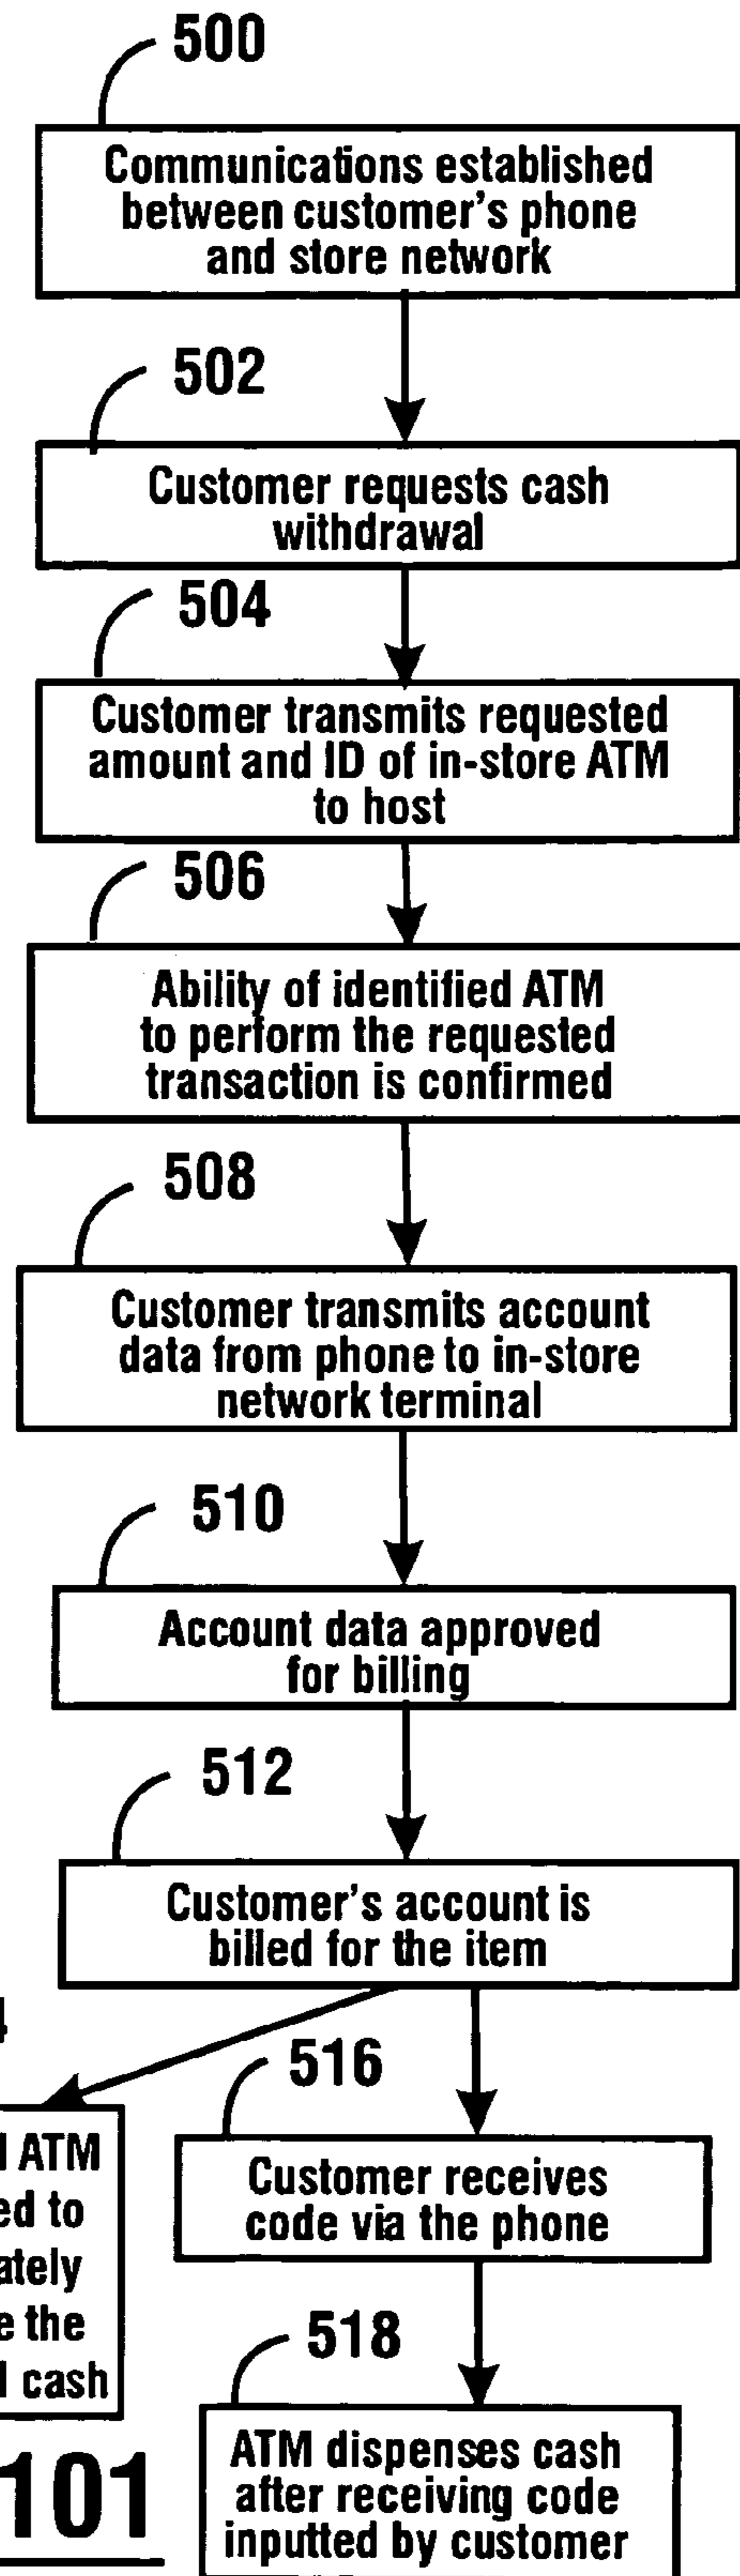 500
Communications established
between customer's phone
and store network
502
Customer requests cash
withdrawal
504
Customer transmits requested
amount and ID of in-store ATM
to host
506
Ability of identified ATM
to perform the requested
transaction is confirmed
508
Customer transmits account
data from phone to in-store
network terminal
510
Account data approved
for billing
512
Customer's account is
billed for the item
516
Customer receives
code via the phone
518
ATM dispenses cash
after receiving code
inputted by customer
ATM
to
the
cash
101